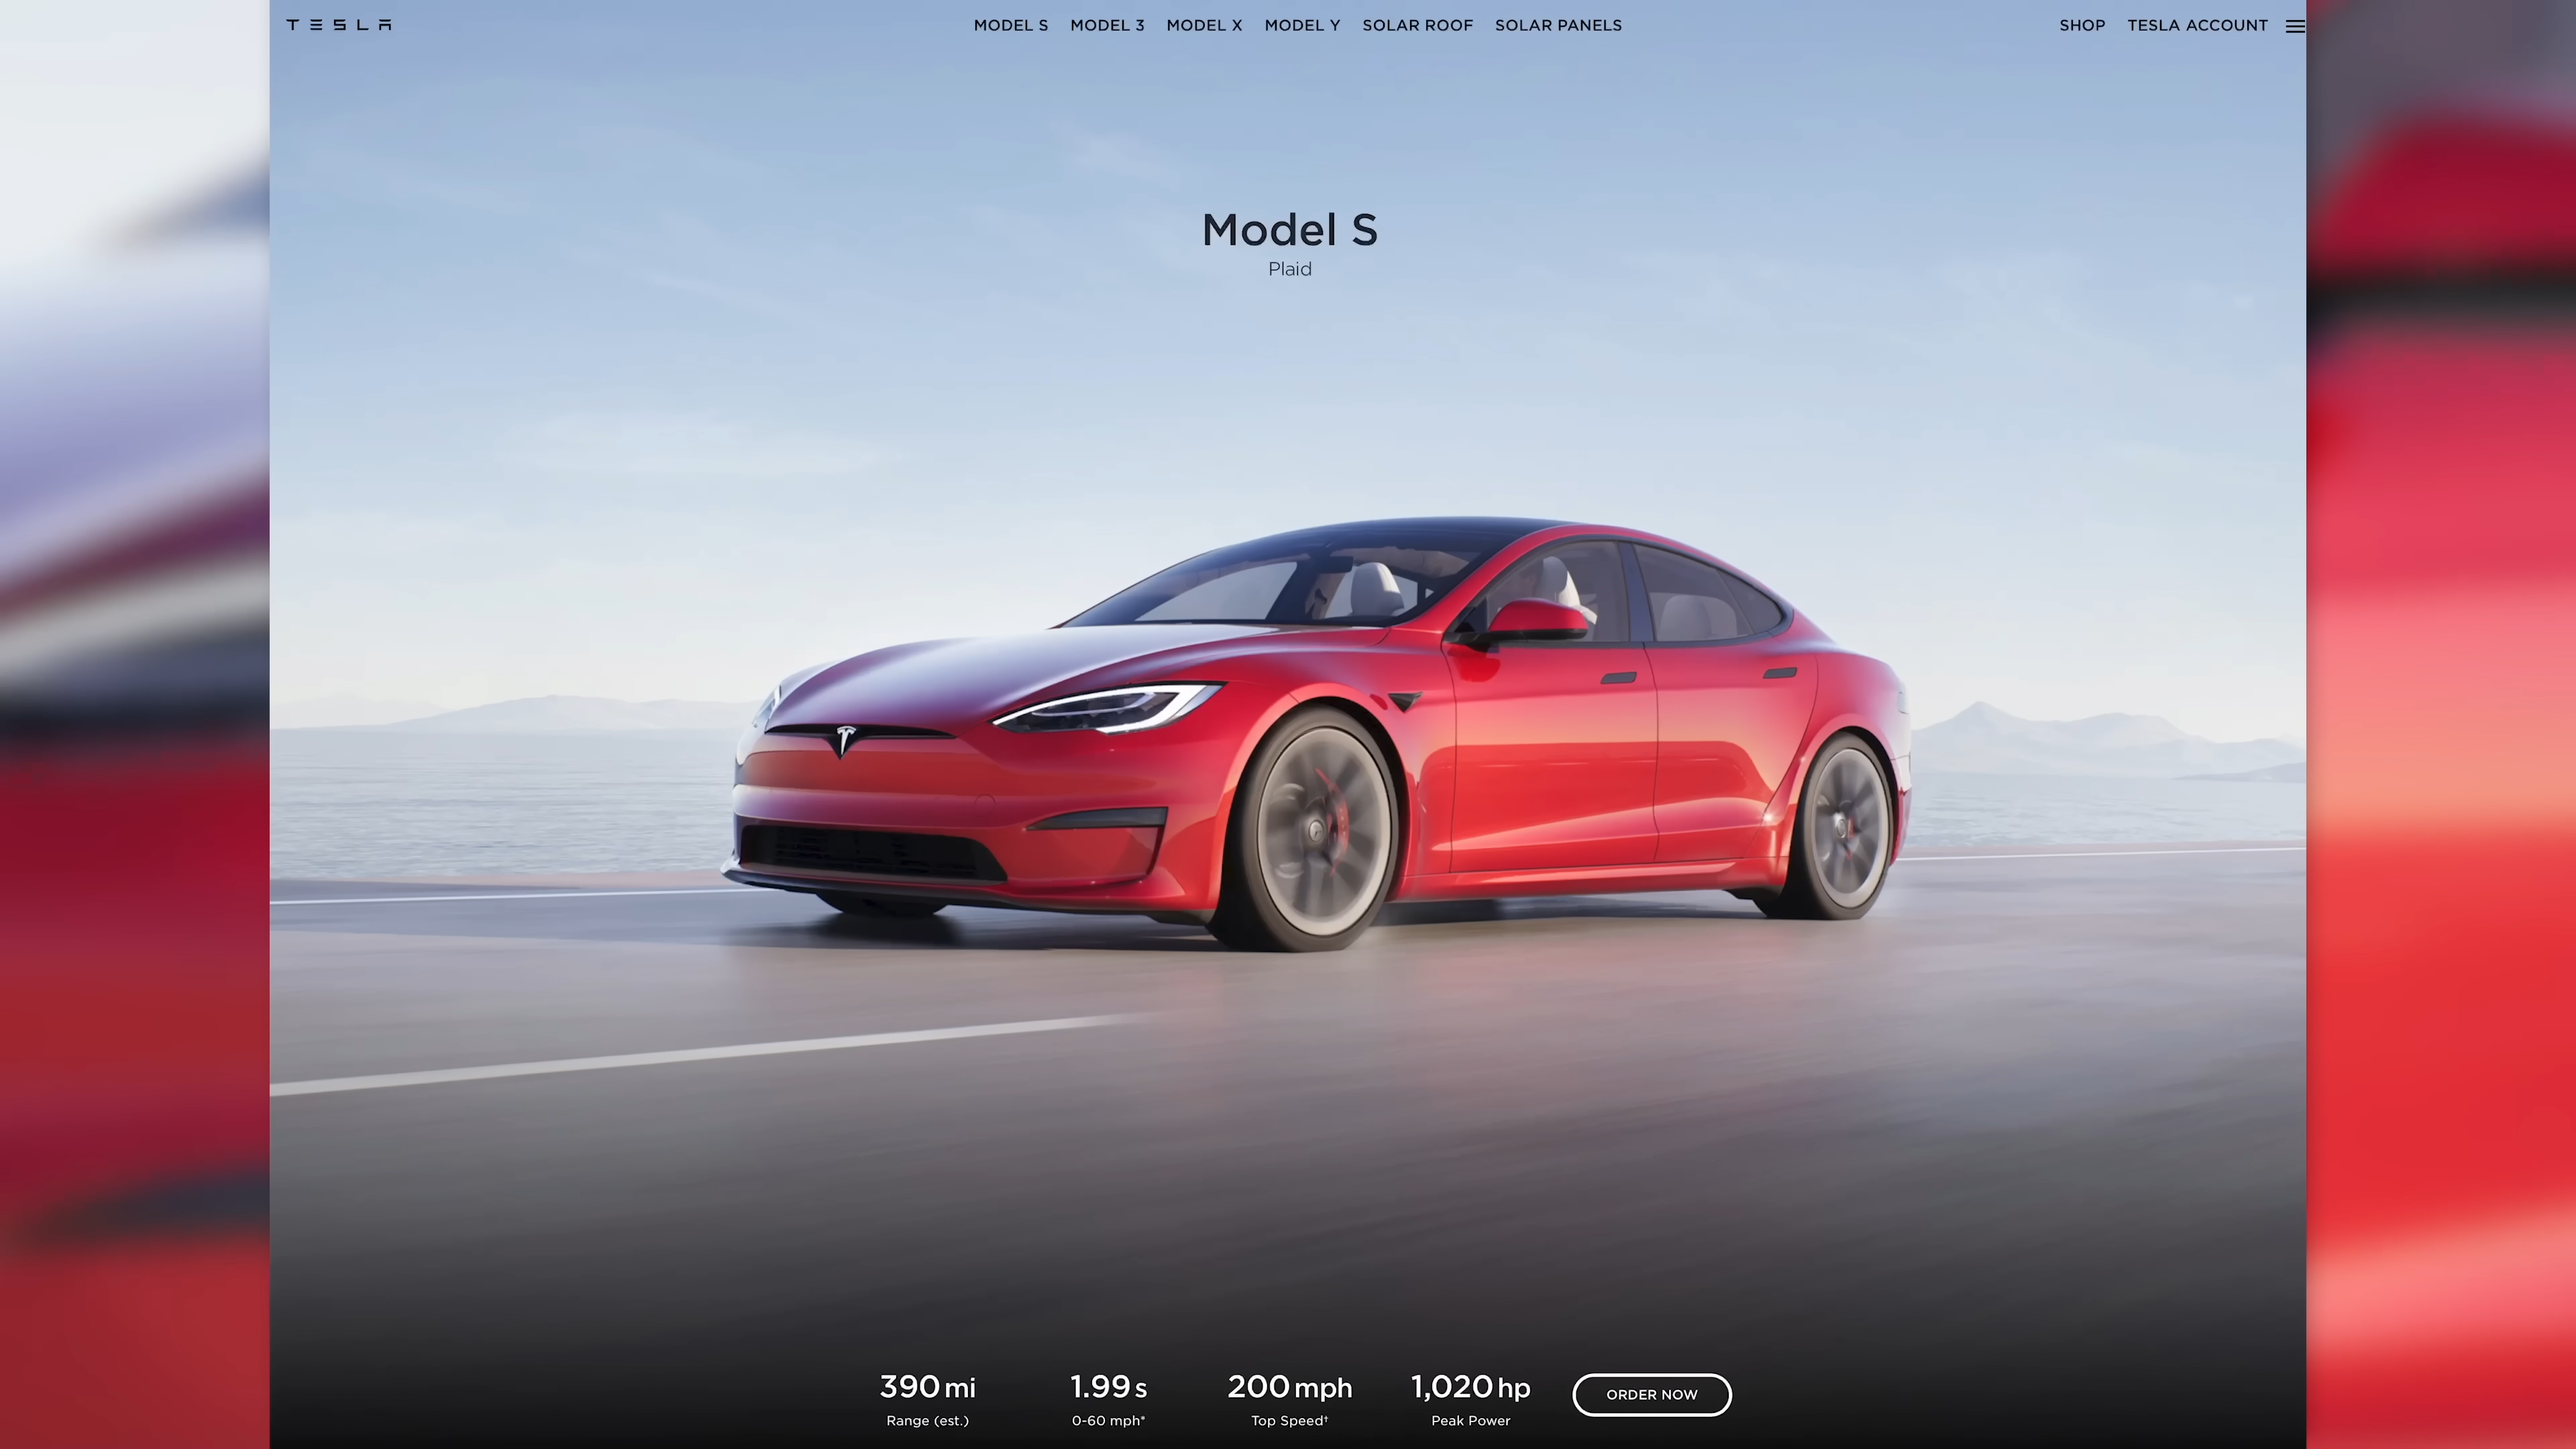 TESLA
MODEL S MODEL 3 MODEL X MODEL Y SOLAR ROOF SOLAR PANELS
SHOP TESLA ACCOUNT
Model S
Plaid
390 mi 1.99 s 200 mph 1,020 hp
Range (est.) 0-60 mph* Top Speed† Peak Power
ORDER NOW